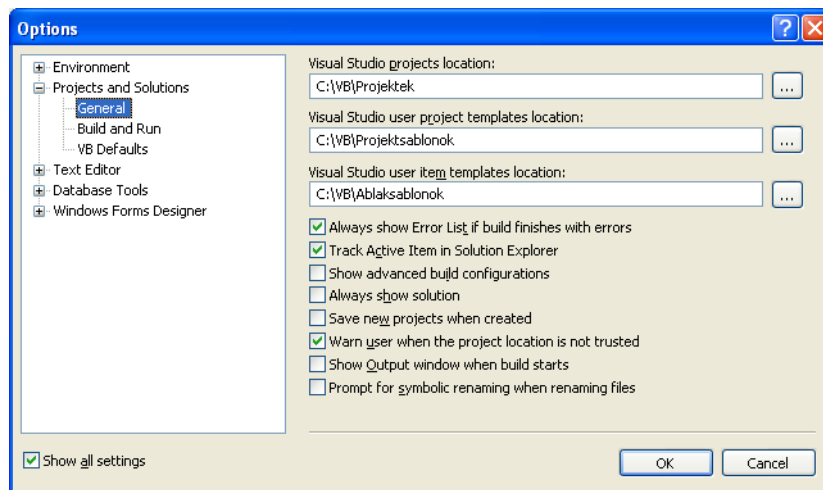 Options
Environment
Projects and Solutions
General
Build and Run
VB Defaults
Text Editor
Database Tools
Windows Forms Designer
Visual Studio projects location:
C:\VB\Projektek
...
Visual Studio user project templates location:
C:\VB\Projektsablonok
...
Visual Studio user item templates location:
C:\VB\Ablaksablonok
...
Always show Error List if build finishes with errors
Track Active Item in Solution Explorer
Show advanced build configurations
Always show solution
Save new projects when created
Warn user when the project location is not trusted
Show Output window when build starts
Prompt for symbolic renaming when renaming files
Show all settings
OK
Cancel